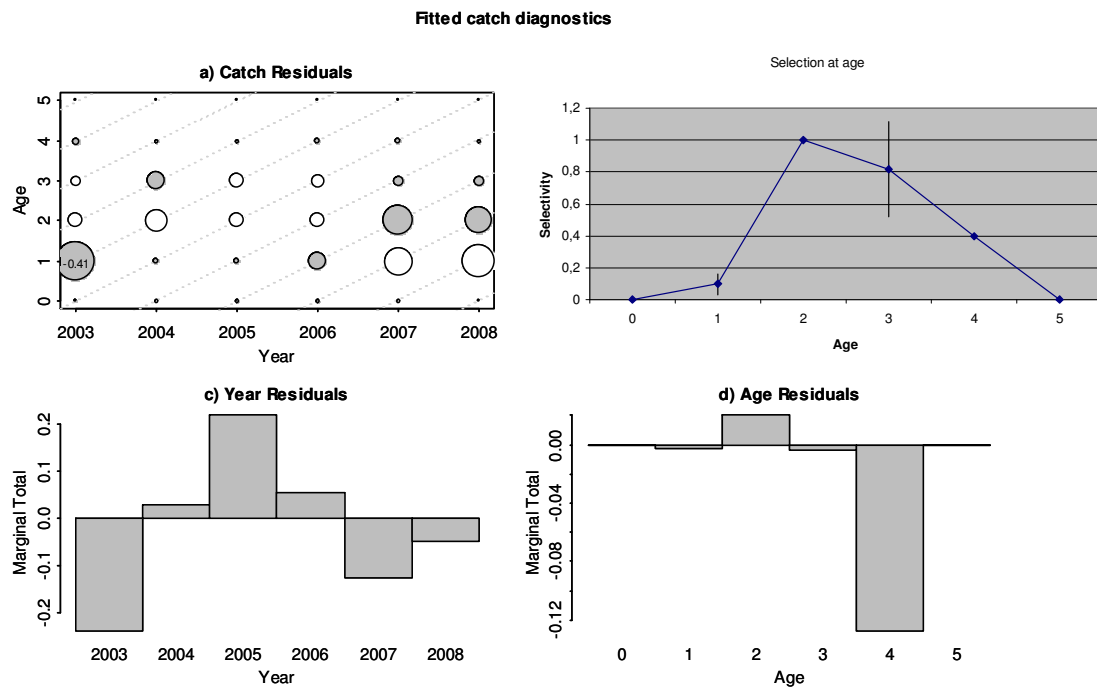 Fitted catch diagnostics
a) Catch Residuals
5
4
3
2
1
0
Age
-0.41
2003 2004 2005 2006 2007 2008
Year
Selection at age
1,2
1
0,8
0,6
0,4
0,2
0
Selectivity
0 1 2 3 4 5
Age
c) Year Residuals
0.2
0.1
0.0
-0.1
-0.2
Marginal Total
2003 2004 2005 2006 2007 2008
Year
d) Age Residuals
0.00
-0.04
-0.08
-0.12
Marginal Total
0 1 2 3 4 5
Age